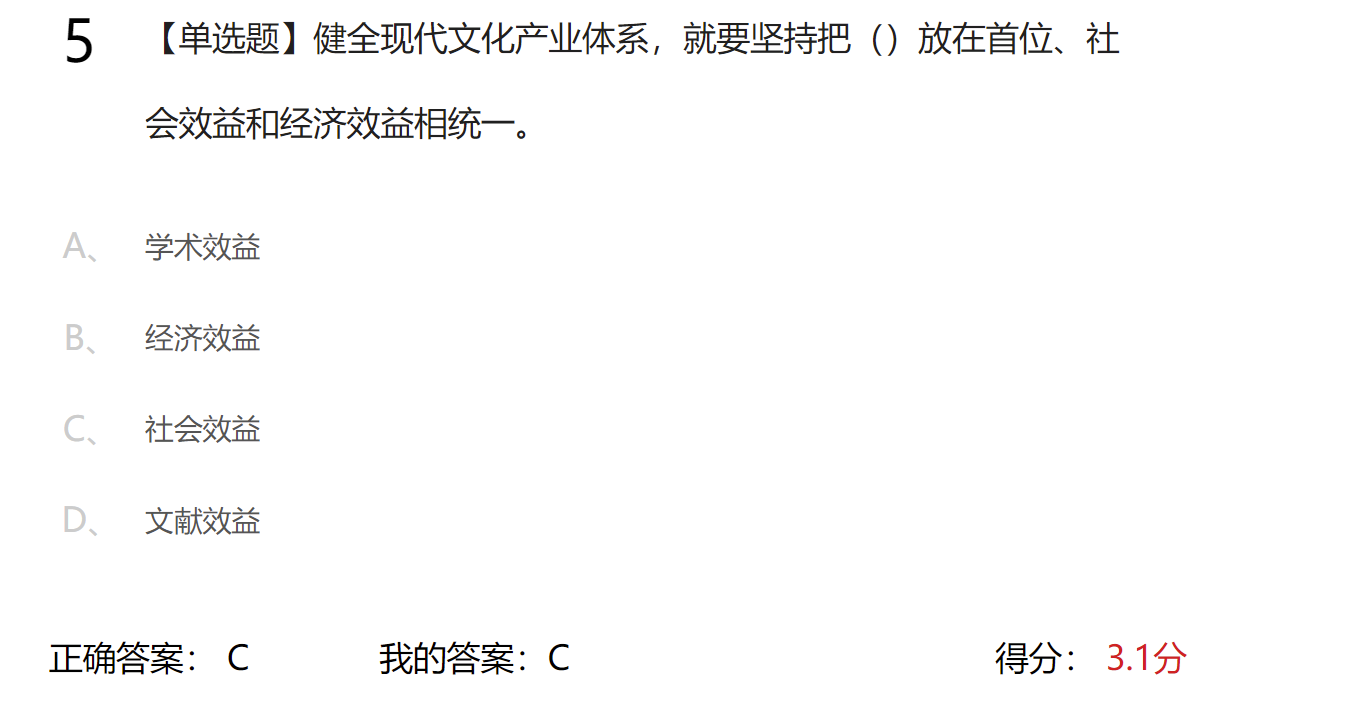 5 【单选题】健全现代文化产业体系，就要坚持把（）放在首位、社
会效益和经济效益相统一。
A、 学术效益
B、 经济效益
C、 社会效益
D、 文献效益
正确答案： C 我的答案：C 得分： 3.1分